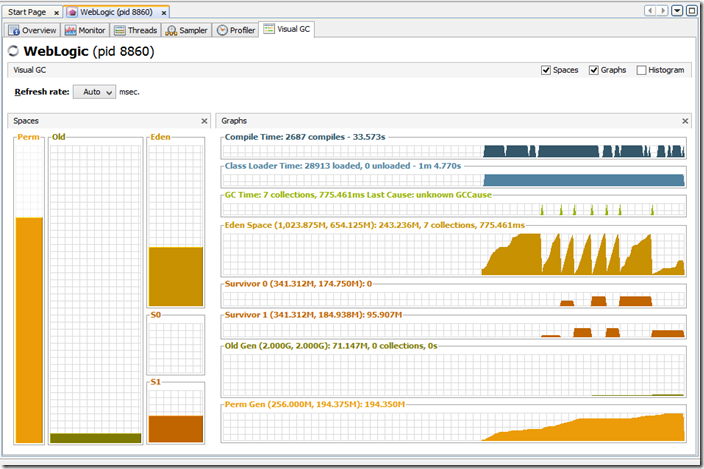 Start Page
WebLogic (pid 8860)
Overview
Monitor
Threads
Sampler
Profiler
Visual GC
WebLogic (pid 8860)
Visual GC
Spaces
Graphs
Histogram
Refresh rate: Auto msec.
Spaces
Perm
Old
Eden
S0
S1
Graphs
Compile Time: 2687 compiles - 33.573s
Class Loader Time: 28913 loaded, 0 unloaded - 1m 4.770s
GC Time: 7 collections, 775.461ms Last Cause: unknown GCCause
Eden Space (1,023.875M, 654.125M): 243.236M, 7 collections, 775.461ms
Survivor 0 (341.312M, 174.750M): 0
Survivor 1 (341.312M, 184.938M): 95.907M
Old Gen (2.000G, 2.000G): 71.147M, 0 collections, 0s
Perm Gen (256.000M, 194.375M): 194.350M